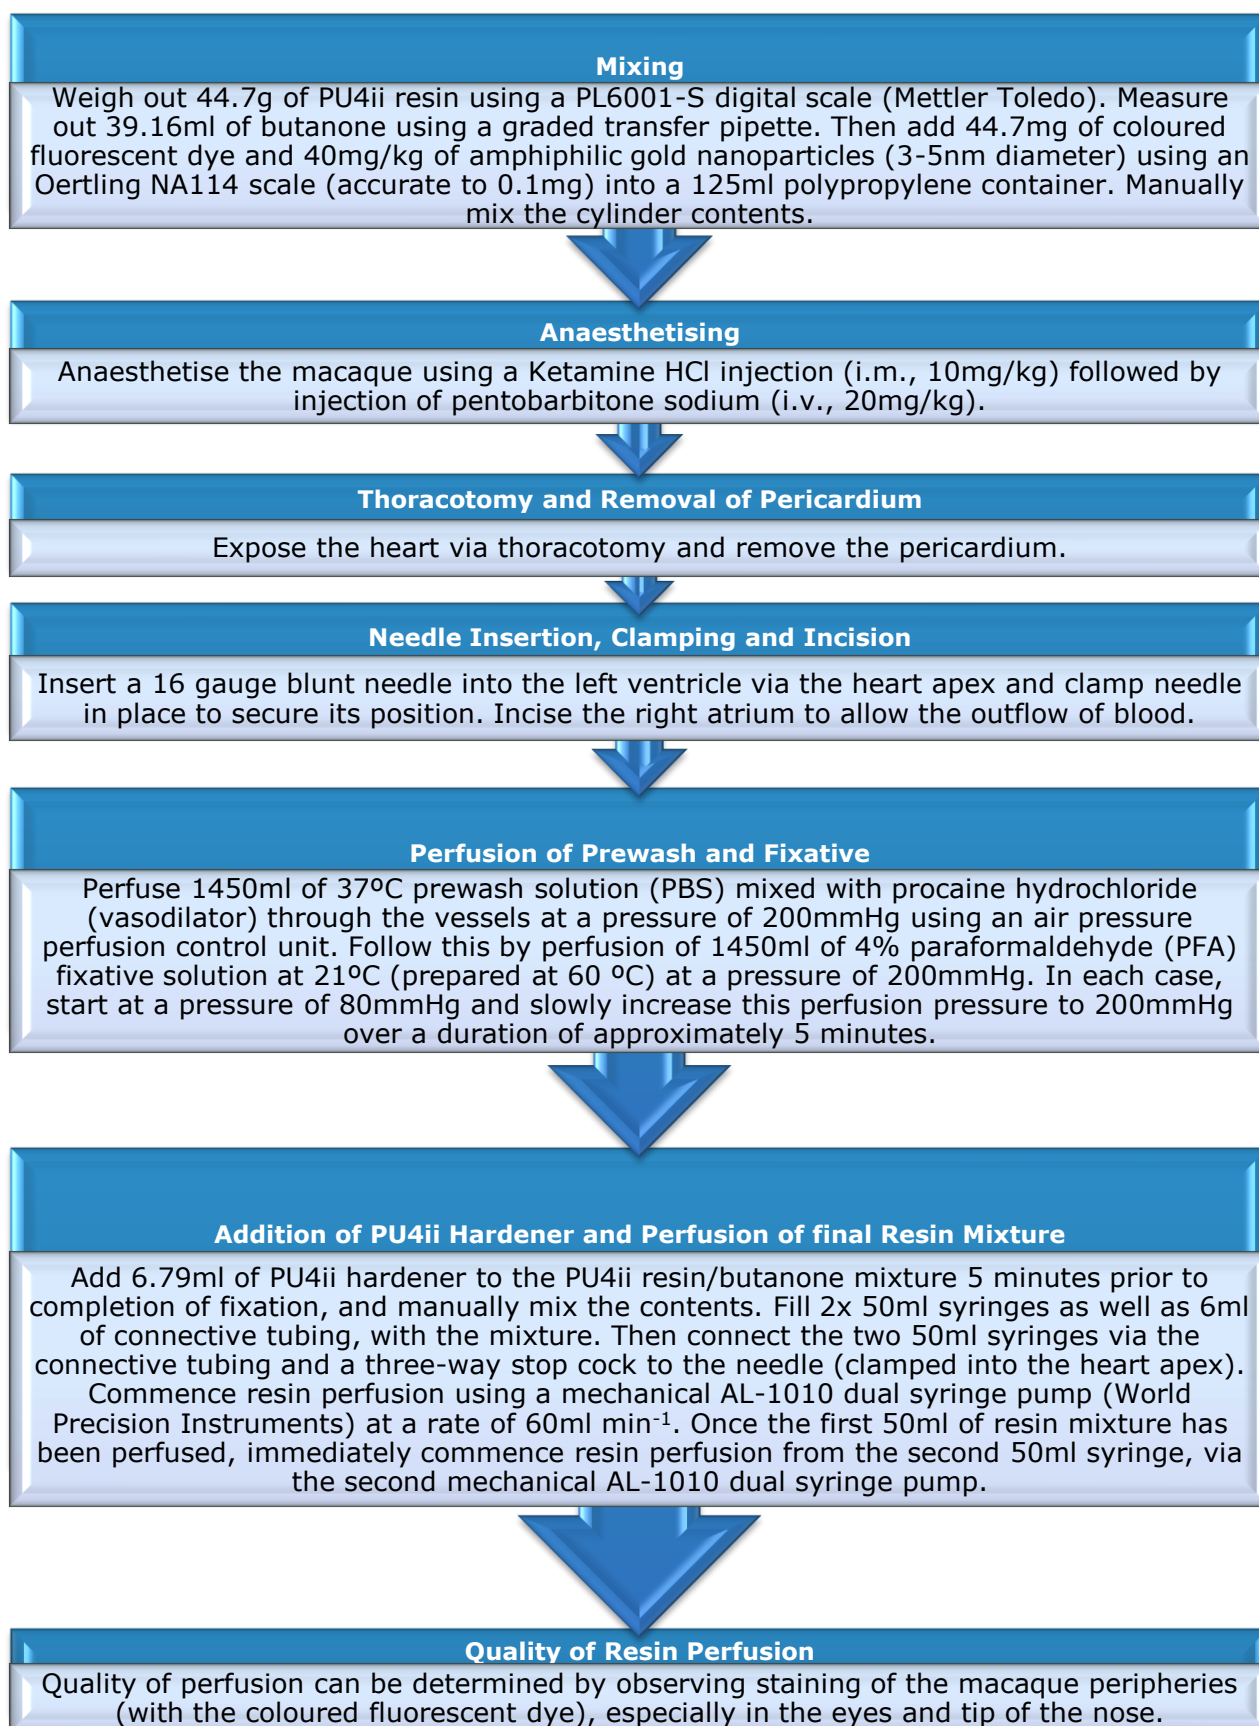 Mixing
Weigh out 44.7g of PU4ii resin using a PL6001-S digital scale (Mettler Toledo). Measure
out 39.16ml of butanone using a graded transfer pipette. Then add 44.7mg of coloured
fluorescent dye and 40mg/kg of amphiphilic gold nanoparticles (3-5nm diameter) using an
Oertling NA114 scale (accurate to 0.1mg) into a 125ml polypropylene container. Manually
mix the cylinder contents.
Anaesthetising
Anaesthetise the macaque using a Ketamine HCl injection (i.m., 10mg/kg) followed by
injection of pentobarbitone sodium (i.v., 20mg/kg).
Thoracotomy and Removal of Pericardium
Expose the heart via thoracotomy and remove the pericardium.
Needle Insertion, Clamping and Incision
Insert a 16 gauge blunt needle into the left ventricle via the heart apex and clamp needle
in place to secure its position. Incise the right atrium to allow the outflow of blood.
Perfusion of Prewash and Fixative
Perfuse 1450ml of 37ºC prewash solution (PBS) mixed with procaine hydrochloride
(vasodilator) through the vessels at a pressure of 200mmHg using an air pressure
perfusion control unit. Follow this by perfusion of 1450ml of 4% paraformaldehyde (PFA)
fixative solution at 21ºC (prepared at 60 ºC) at a pressure of 200mmHg. In each case,
start at a pressure of 80mmHg and slowly increase this perfusion pressure to 200mmHg
over a duration of approximately 5 minutes.
Addition of PU4ii Hardener and Perfusion of final Resin Mixture
Add 6.79ml of PU4ii hardener to the PU4ii resin/butanone mixture 5 minutes prior to
completion of fixation, and manually mix the contents. Fill 2x 50ml syringes as well as 6ml
of connective tubing, with the mixture. Then connect the two 50ml syringes via the
connective tubing and a three-way stop cock to the needle (clamped into the heart apex).
Commence resin perfusion using a mechanical AL-1010 dual syringe pump (World
Precision Instruments) at a rate of 60ml min⁻¹. Once the first 50ml of resin mixture has
been perfused, immediately commence resin perfusion from the second 50ml syringe, via
the second mechanical AL-1010 dual syringe pump.
Quality of Resin Perfusion
Quality of perfusion can be determined by observing staining of the macaque peripheries
(with the coloured fluorescent dye), especially in the eyes and tip of the nose.